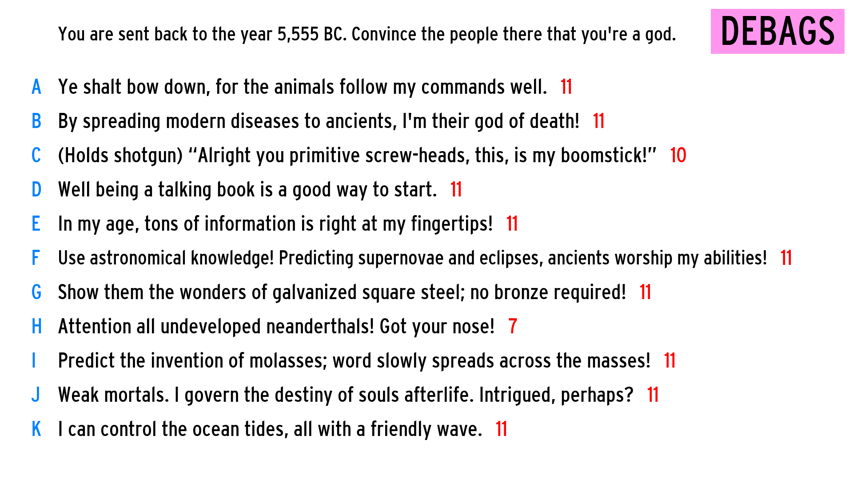 You are sent back to the year 5,555 BC. Convince the people there that you're a god.
DEBAGS
A Ye shalt bow down, for the animals follow my commands well. 11
B By spreading modern diseases to ancients, I'm their god of death! 11
C (Holds shotgun) “Alright you primitive screw-heads, this, is my boomstick!” 10
D Well being a talking book is a good way to start. 11
E In my age, tons of information is right at my fingertips! 11
F Use astronomical knowledge! Predicting supernovae and eclipses, ancients worship my abilities! 11
G Show them the wonders of galvanized square steel; no bronze required! 11
H Attention all undeveloped neanderthals! Got your nose! 7
I Predict the invention of molasses; word slowly spreads across the masses! 11
J Weak mortals. I govern the destiny of souls afterlife. Intrigued, perhaps? 11
K I can control the ocean tides, all with a friendly wave. 11